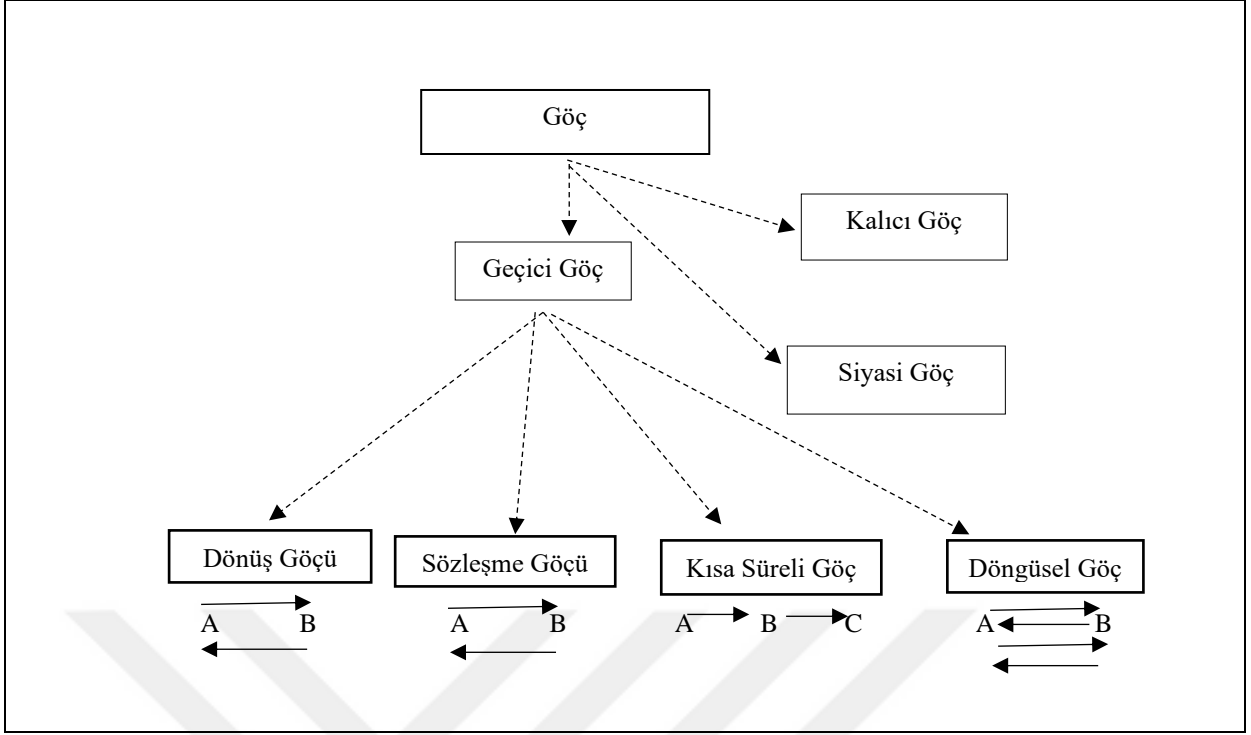 Göç
Kalıcı Göç
Geçici Göç
Siyasi Göç
Dönüş Göçü
Sözleşme Göçü
Kısa Süreli Göç
Döngüsel Göç
A B
A B
A B C
A B